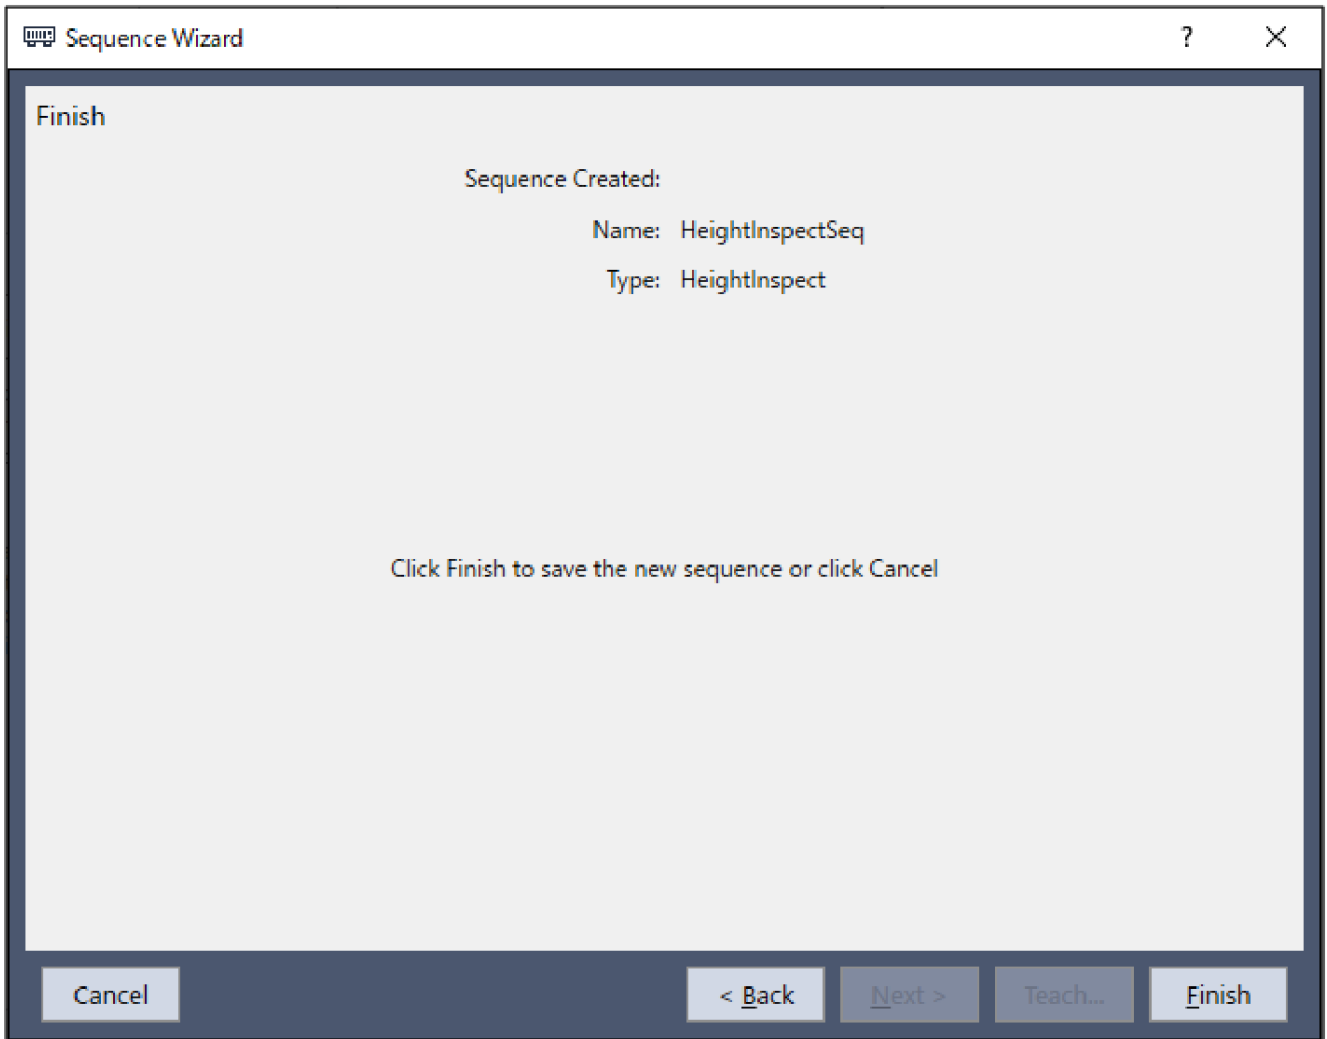 Sequence Wizard
?
Finish
Sequence Created:
Name: HeightInspectSeq
Type: HeightInspect
Click Finish to save the new sequence or click Cancel
Cancel
< Back
Next >
Teach...
Finish